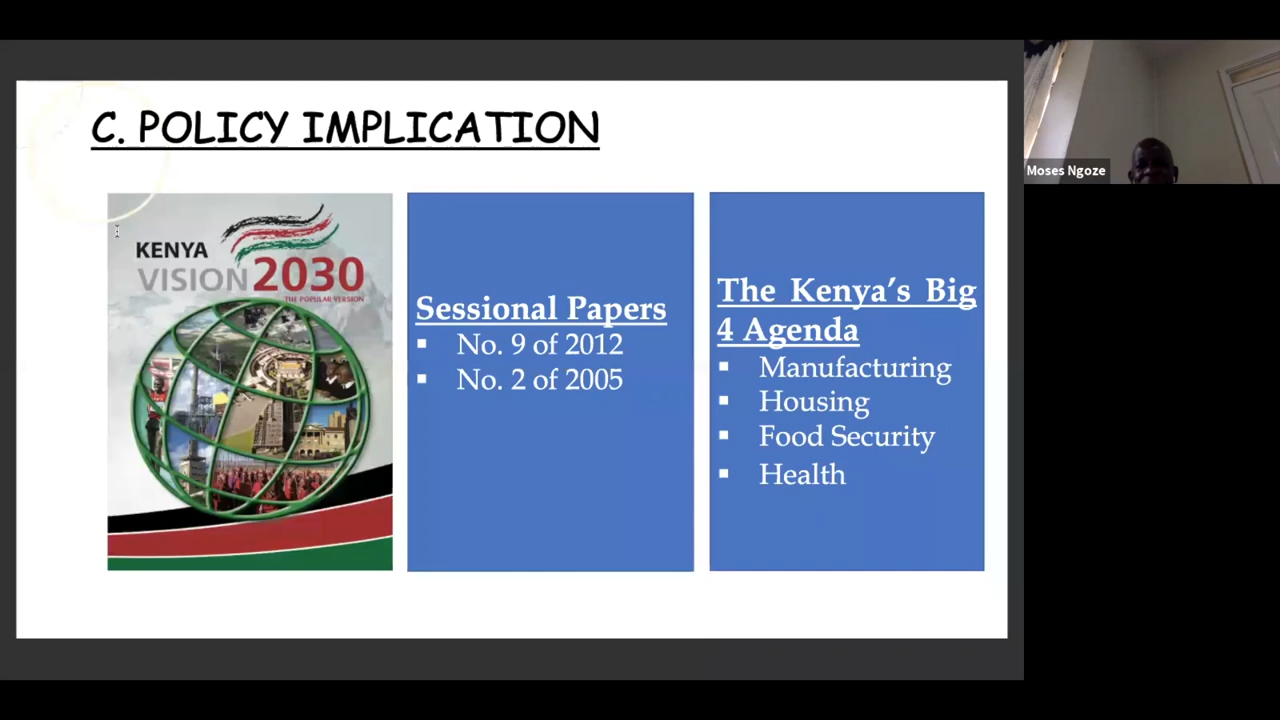 C. POLICY IMPLICATION
KENYA
VISION 2030
THE POPULAR VERSION
Sessional Papers
▪ No. 9 of 2012
▪ No. 2 of 2005
The Kenya's Big
4 Agenda
▪ Manufacturing
▪ Housing
▪ Food Security
▪ Health
Moses Ngoze